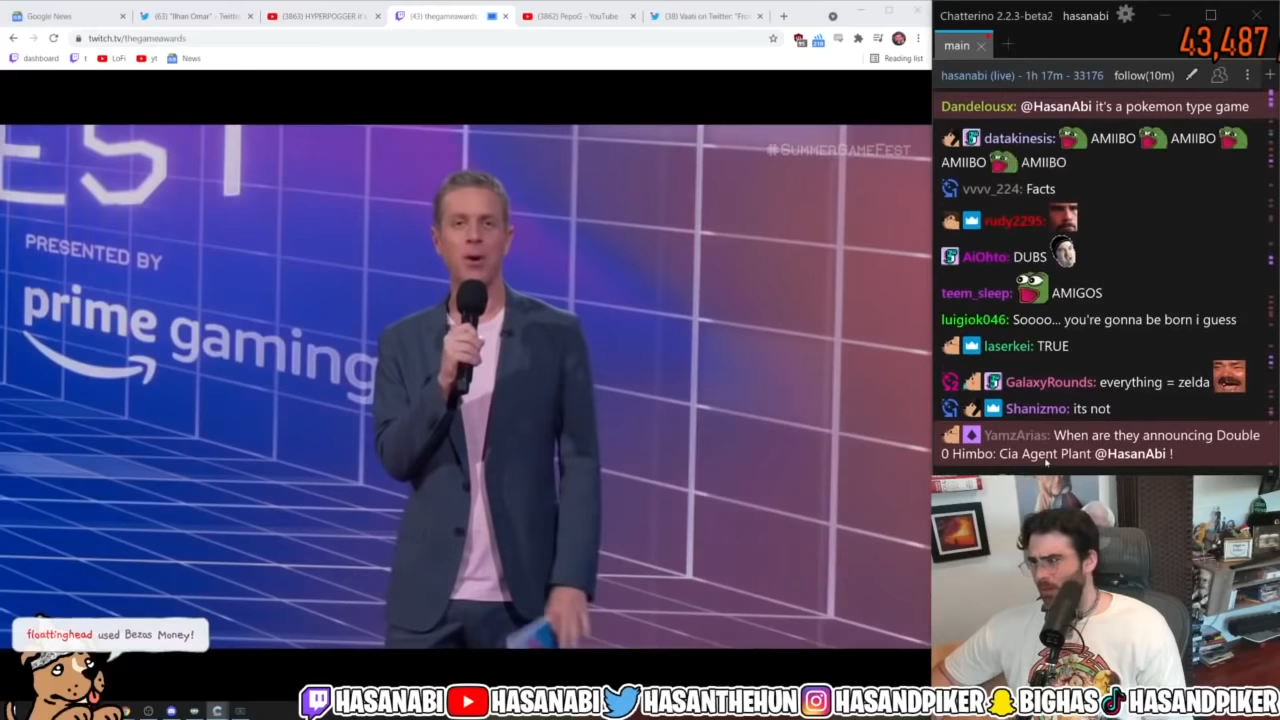 Google News
(63) "Ilhan Omar" - Twitt
(3863) HYPERPOGGER it's
(43) thegameawards
(3862) PepoG - YouTube
(38) Vaati on Twitter: "Fro
twitch.tv/thegameawards
dashboard
t
LoFi
yt
News
Reading list
Chatterino 2.2.3-beta2
hasanabi
43,487
main
hasanabi (live) - 1h 17m - 33176
follow(10m)
Dandelousx: @HasanAbi it's a pokemon type game
datakinesis: AMIIBO AMIIBO
AMIIBO AMIIBO
vvvv_224: Facts
rudy2295:
AiOhto: DUBS
teem_sleep: AMIGOS
luigiok046: Soooo... you're gonna be born i guess
laserkei: TRUE
GalaxyRounds: everything = zelda
Shanizmo: its not
YamzArias: When are they announcing Double
0 Himbo: Cia Agent Plant @HasanAbi !
#SUMMERGAMEFEST
EST
PRESENTED BY
prime gaming
floattinghead used Bezas Money!
HASANABI HASANABI HASANTHEHUN HASANDPIKER BIGHAS HASANDPIKER